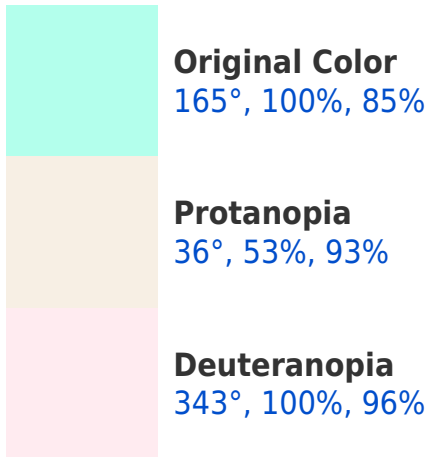 Original Color
165°, 100%, 85%
Protanopia
36°, 53%, 93%
Deuteranopia
343°, 100%, 96%